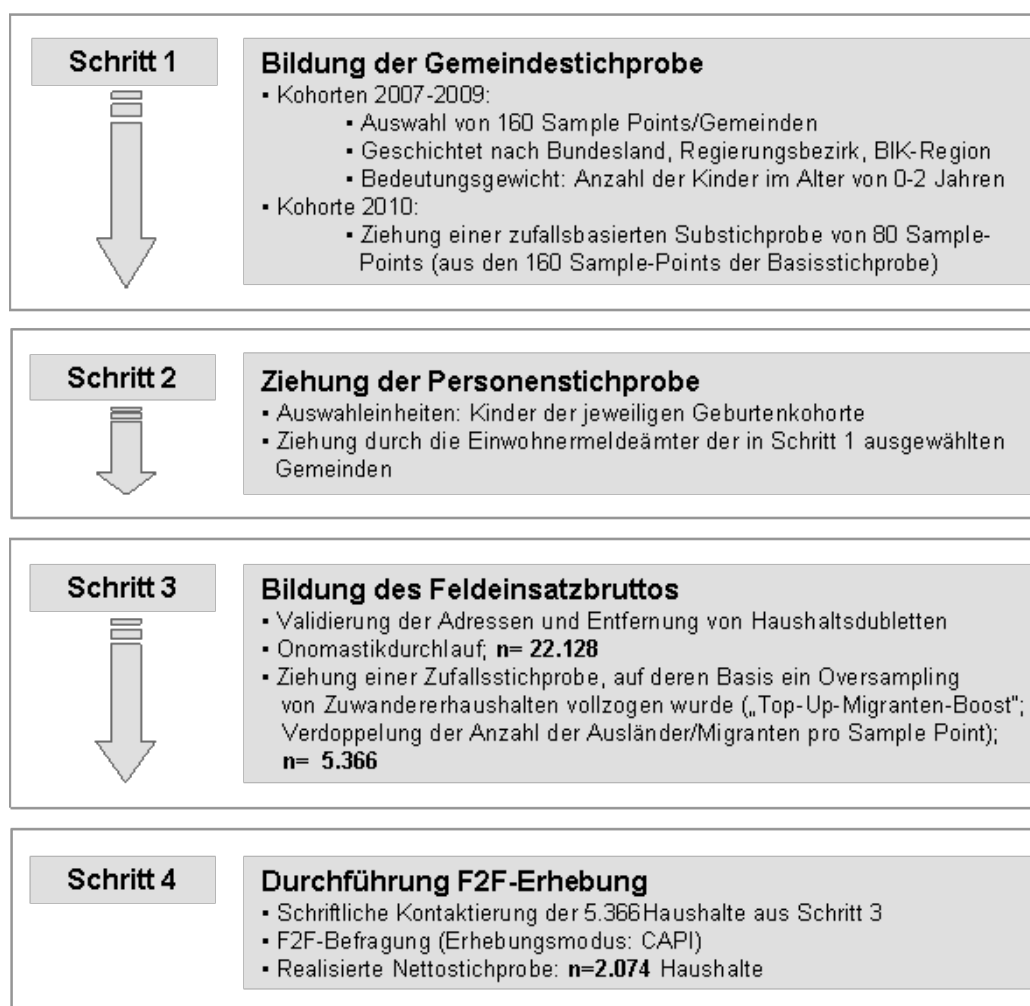 Schritt 1
Bildung der Gemeindestichprobe
▪ Kohorten 2007-2009:
▪ Auswahl von 160 Sample Points/Gemeinden
▪ Geschichtet nach Bundesland, Regierungsbezirk, BIK-Region
▪ Bedeutungsgewicht: Anzahl der Kinder im Alter von 0-2 Jahren
▪ Kohorte 2010:
▪ Ziehung einer zufallsbasierten Substichprobe von 80 Sample-
Points (aus den 160 Sample-Points der Basisstichprobe)
Schritt 2
Ziehung der Personenstichprobe
▪ Auswahleinheiten: Kinder der jeweiligen Geburtenkohorte
▪ Ziehung durch die Einwohnermeldeämter der in Schritt 1 ausgewählten
Gemeinden
Schritt 3
Bildung des Feldeinsatzbruttos
▪ Validierung der Adressen und Entfernung von Haushaltsdubletten
▪ Onomastikdurchlauf; n= 22.128
▪ Ziehung einer Zufallsstichprobe, auf deren Basis ein Oversampling
von Zuwandererhaushalten vollzogen wurde („Top-Up-Migranten-Boost“;
Verdoppelung der Anzahl der Ausländer/Migranten pro Sample Point);
n= 5.366
Schritt 4
Durchführung F2F-Erhebung
▪ Schriftliche Kontaktierung der 5.366 Haushalte aus Schritt 3
▪ F2F-Befragung (Erhebungsmodus: CAPI)
▪ Realisierte Nettostichprobe: n=2.074 Haushalte